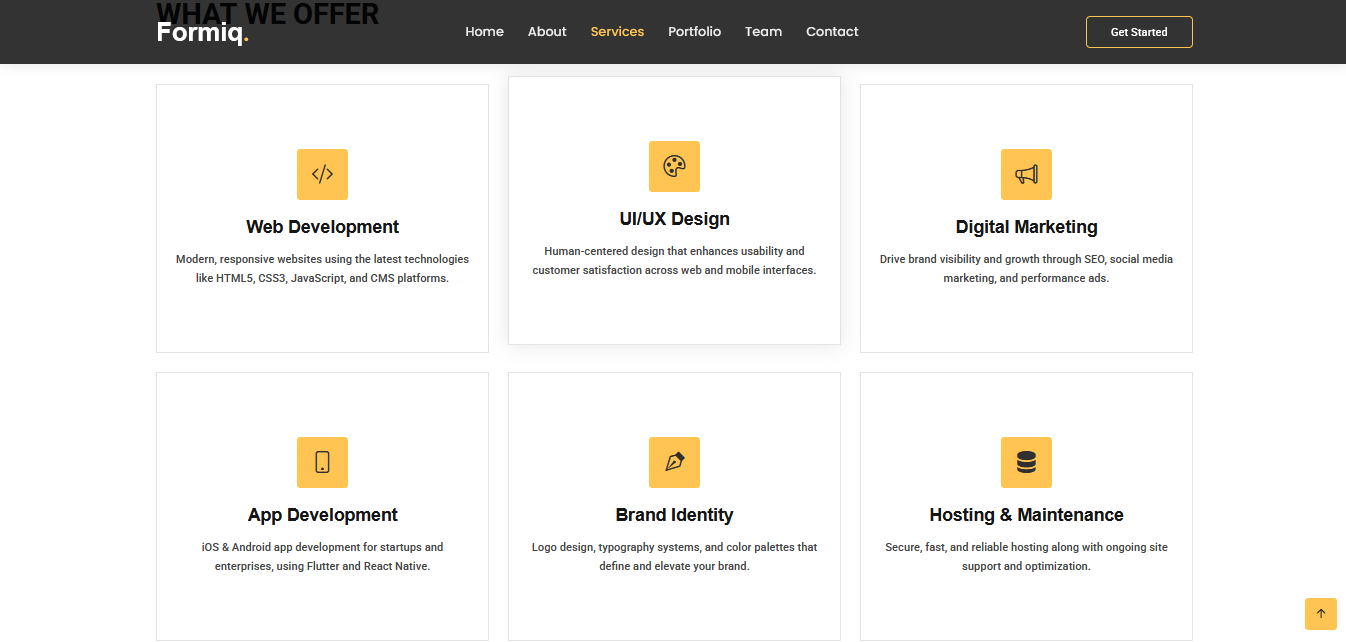 WHAT WE OFFER
Formiq.
Home About Services Portfolio Team Contact
Get Started
Web Development
Modern, responsive websites using the latest technologies
like HTML5, CSS3, JavaScript, and CMS platforms.
UI/UX Design
Human-centered design that enhances usability and
customer satisfaction across web and mobile interfaces.
Digital Marketing
Drive brand visibility and growth through SEO, social media
marketing, and performance ads.
App Development
iOS & Android app development for startups and
enterprises, using Flutter and React Native.
Brand Identity
Logo design, typography systems, and color palettes that
define and elevate your brand.
Hosting & Maintenance
Secure, fast, and reliable hosting along with ongoing site
support and optimization.